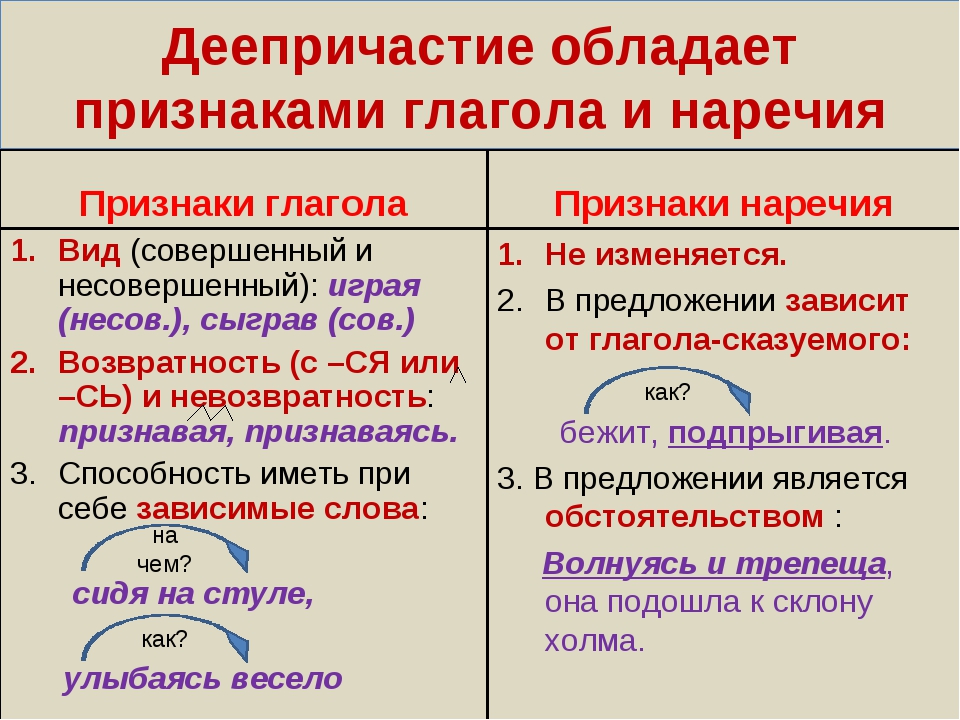 Деепричастие обладает
признаками глагола и наречия
Признаки глагола
1. Вид (совершенный и
несовершенный): играя
(несов.), сыграв (сов.)
2. Возвратность (с –СЯ или
–СЬ) и невозвратность:
признавая, признаваясь.
3. Способность иметь при
себе зависимые слова:
на
чем?
сидя на стуле,
как?
улыбаясь весело
Признаки наречия
1. Не изменяется.
2. В предложении зависит
от глагола-сказуемого:
как?
бежит, подпрыгивая.
3. В предложении является
обстоятельством :
Волнуясь и трепеща,
она подошла к склону
холма.